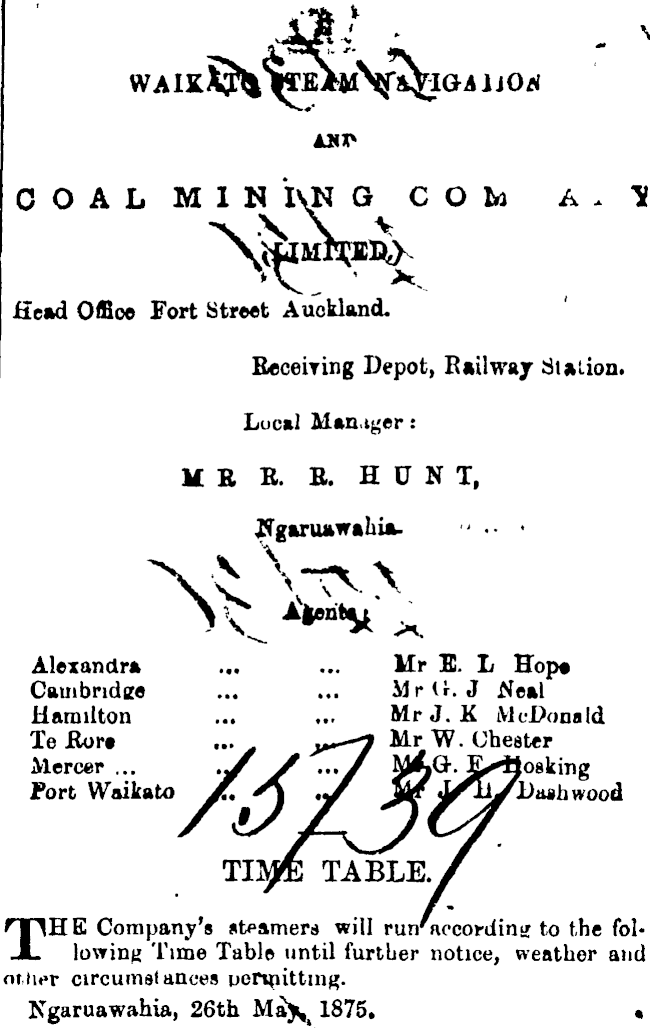 WAIKATO STEAM NAVIGATION
AND
COAL MINING COMPANY
(LIMITED,)
Head Office Fort Street Auckland.
Receiving Depot, Railway Station.
Local Manager:
MR R. R. HUNT,
Ngaruawahia.
Agents:
Alexandra ... ... Mr E. L Hope
Cambridge ... ... Mr G. J Neal
Hamilton ... ... Mr J. K McDonald
Te Rore ... ... Mr W. Chester
Mercer ... .. ... Mr G. E. Hosking
Port Waikato .. .. Mr J. H. Dashwood
15739
TIME TABLE.
THE Company's steamers will run according to the fol-
lowing Time Table until further notice, weather and
other circumstances permitting.
Ngaruawahia, 26th May, 1875.